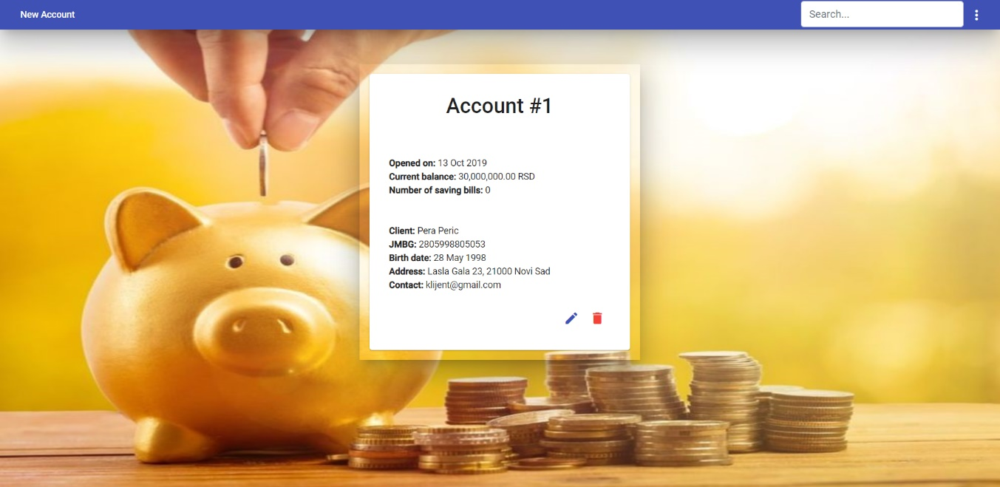 New Account
Search...
Account #1
Opened on: 13 Oct 2019
Current balance: 30,000,000.00 RSD
Number of saving bills: 0
Client: Pera Peric
JMBG: 2805998805053
Birth date: 28 May 1998
Address: Lasla Gala 23, 21000 Novi Sad
Contact: klijent@gmail.com